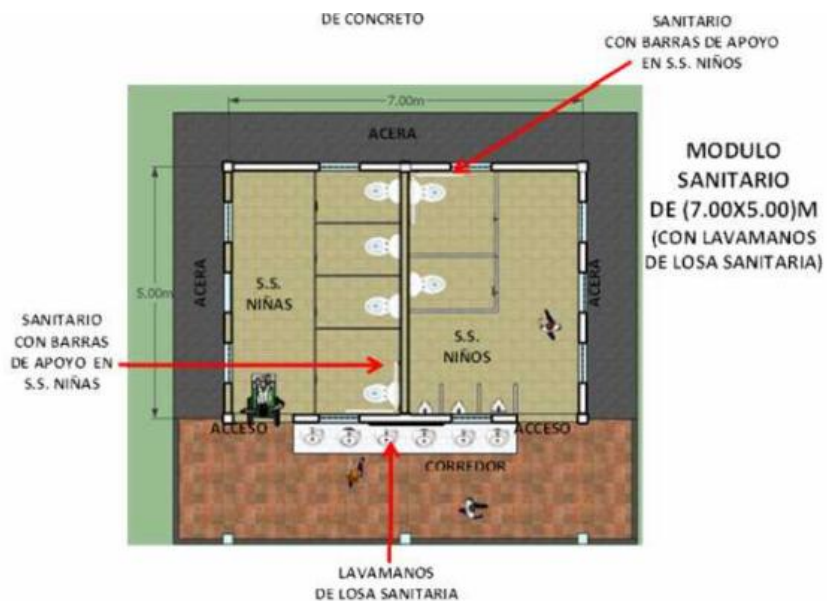 DE CONCRETO
SANITARIO
CON BARRAS DE APOYO
EN S.S. NIÑOS
7.00m
ACERA
MODULO
SANITARIO
DE (7.00X5.00)M
(CON LAVAMANOS
DE LOSA SANITARIA)
ACERA
5.00m
ACERA
S.S.
NIÑAS
S.S.
NIÑOS
SANITARIO
CON BARRAS
DE APOYO EN
S.S. NIÑAS
ACCESO
ACCESO
CORREDOR
LAVAMANOS
DE LOSA SANITARIA